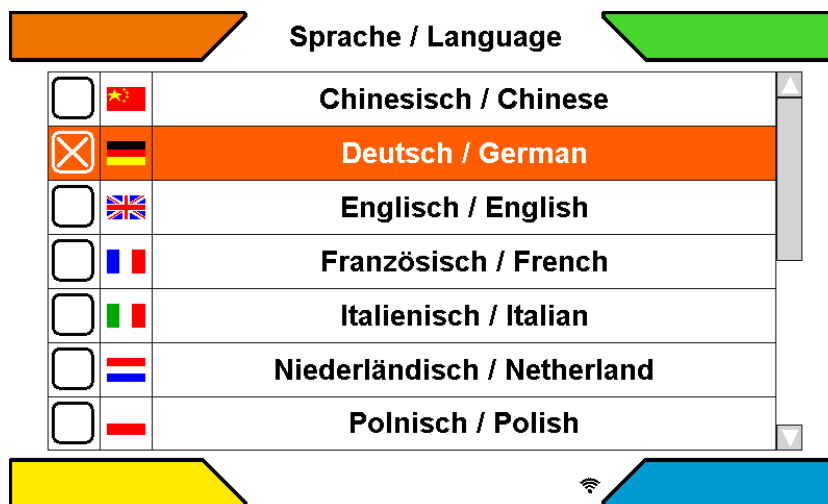 Sprache / Language
Chinesisch / Chinese
Deutsch / German
Englisch / English
Französisch / French
Italienisch / Italian
Niederländisch / Netherland
Polnisch / Polish